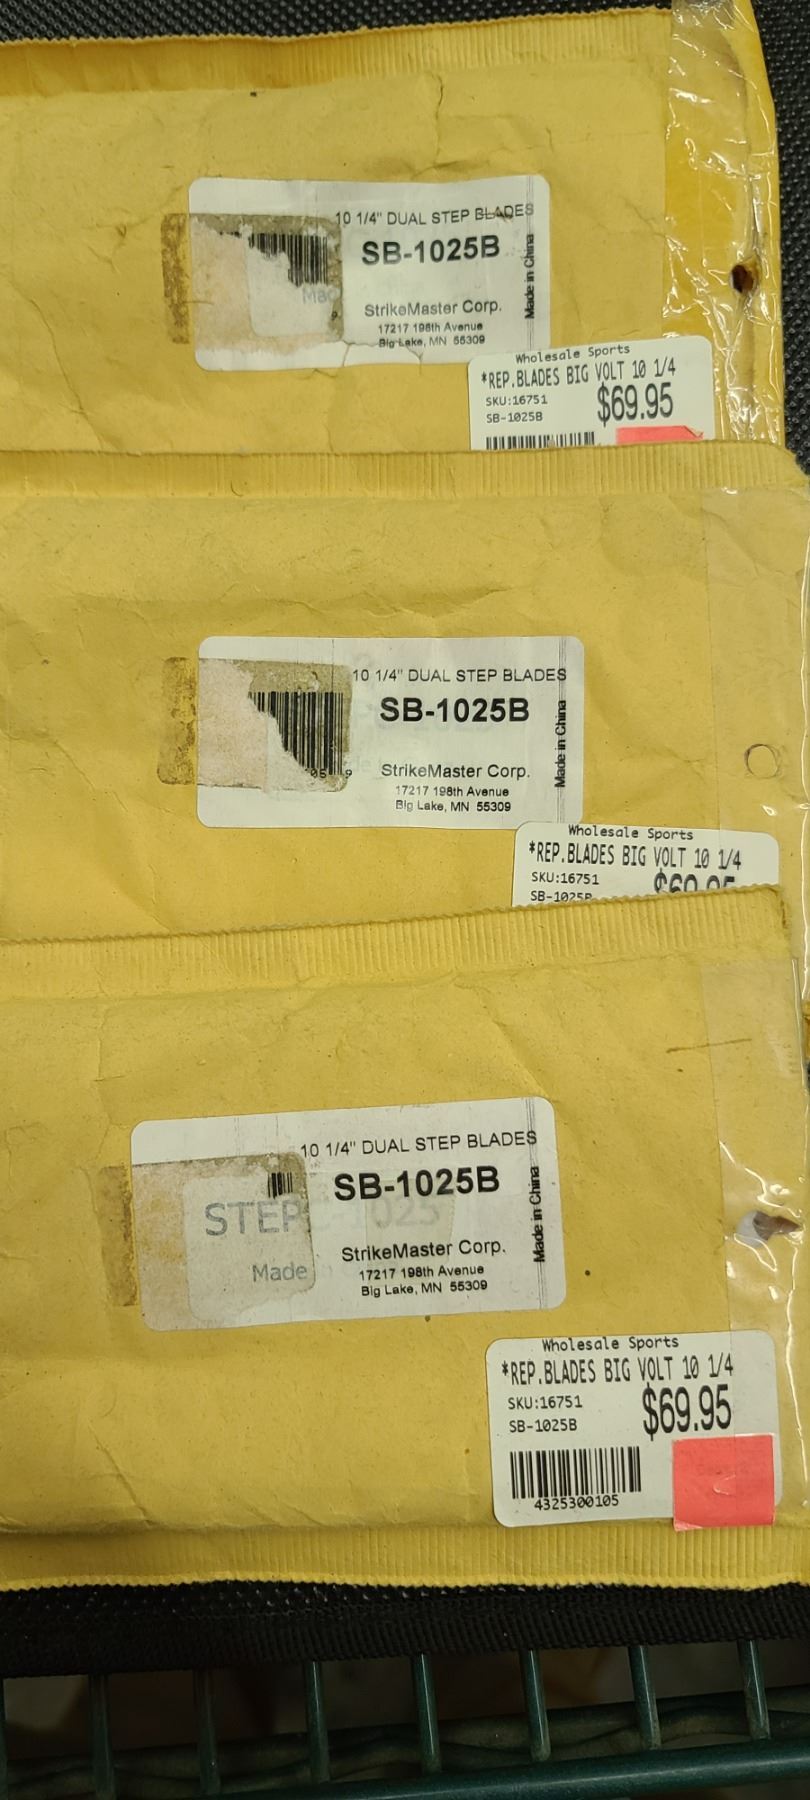 10 1/4" DUAL STEP BLADES
SB-1025B
Made in China
StrikeMaster Corp.
17217 198th Avenue
Big Lake, MN 55309
Wholesale Sports
*REP.BLADES BIG VOLT 10 1/4
SKU:16751
$69.95
SB-1025B
10 1/4" DUAL STEP BLADES
SB-1025B
Made in China
StrikeMaster Corp.
17217 198th Avenue
Big Lake, MN 55309
Wholesale Sports
*REP.BLADES BIG VOLT 10 1/4
SKU:16751
$69.95
SB-1025B
10 1/4" DUAL STEP BLADES
SB-1025B
STEP
Made in China
StrikeMaster Corp.
Made
17217 198th Avenue
Big Lake, MN 55309
Wholesale Sports
*REP.BLADES BIG VOLT 10 1/4
SKU:16751
$69.95
SB-1025B
4325300105